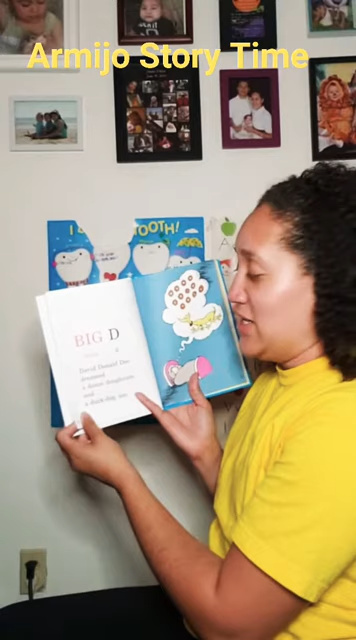 Armijo Story Time
TOOTH!
BIG D
David Donald Doo
dreamed
a dozen doughnuts
and
a duck-dog, too.